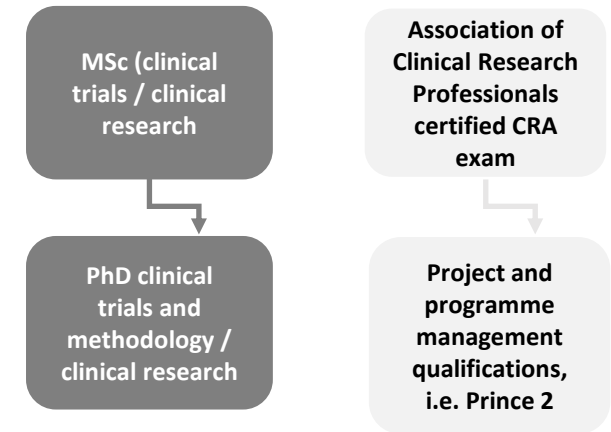 MSc (clinical
trials / clinical
research
PhD clinical
trials and
methodology /
clinical research
Association of
Clinical Research
Professionals
certified CRA
exam
Project and
programme
management
qualifications,
i.e. Prince 2